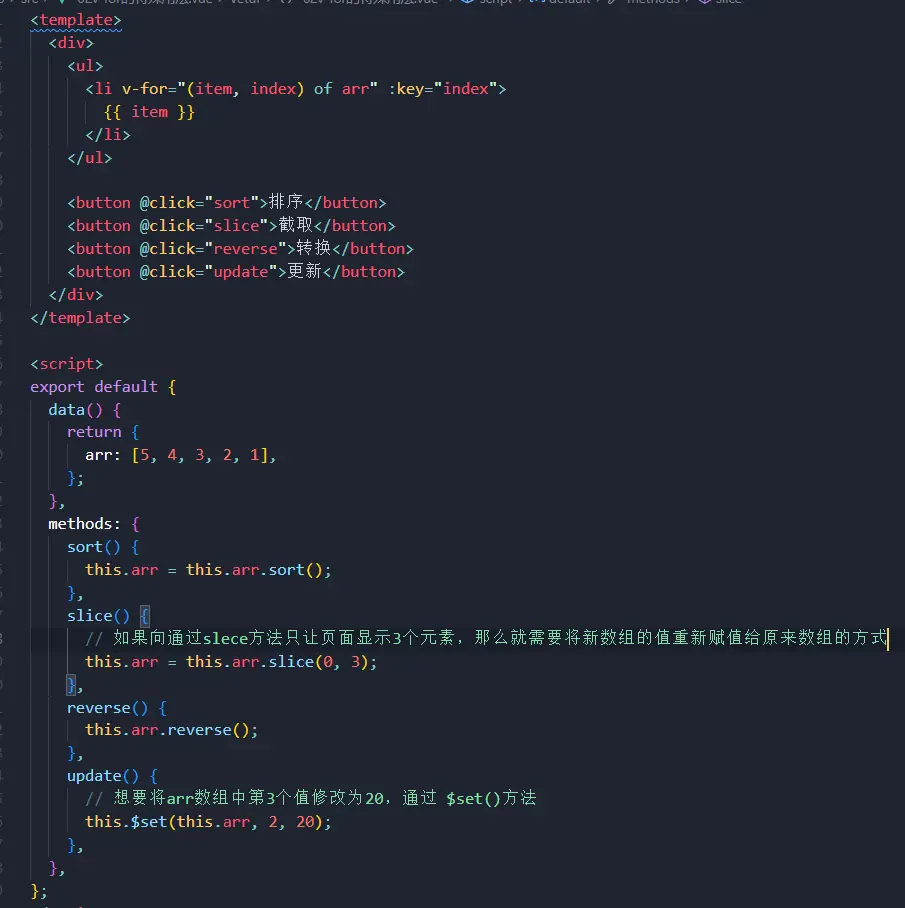 <template>
  <div>
    <ul>
      <li v-for="(item, index) of arr" :key="index">
        {{ item }}
      </li>
    </ul>

    <button @click="sort">排序</button>
    <button @click="slice">截取</button>
    <button @click="reverse">转换</button>
    <button @click="update">更新</button>
  </div>
</template>

<script>
export default {
  data() {
    return {
      arr: [5, 4, 3, 2, 1],
    };
  },
  methods: {
    sort() {
      this.arr = this.arr.sort();
    },
    slice() {
      // 如果向通过slece方法只让页面显示3个元素，那么就需要将新数组的值重新赋值给原来数组的方式
      this.arr = this.arr.slice(0, 3);
    },
    reverse() {
      this.arr.reverse();
    },
    update() {
      // 想要将arr数组中第3个值修改为20，通过 $set()方法
      this.$set(this.arr, 2, 20);
    },
  },
};